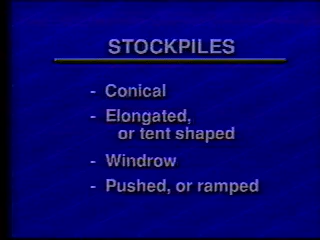 STOCKPILES
- Conical
- Elongated,
or tent shaped
- Windrow
- Pushed, or ramped